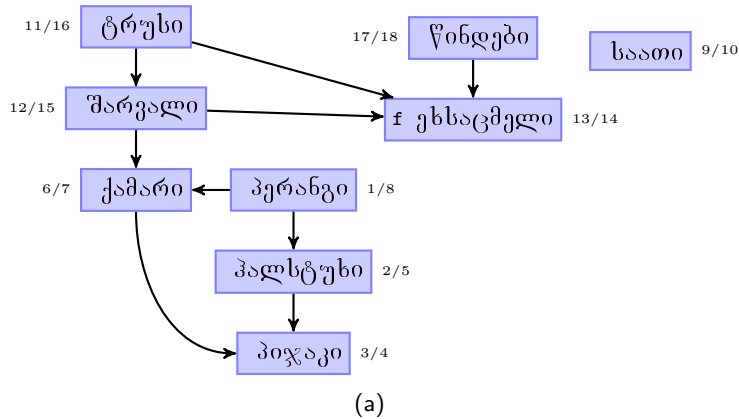 11/16 ტრუსი
17/18 წინდები
საათი 9/10
12/15 შარვალი
f ეხსაცმელი 13/14
6/7 ქამარი
პერანგი 1/8
ჰალსტუხი 2/5
პიჯაკი 3/4
(a)